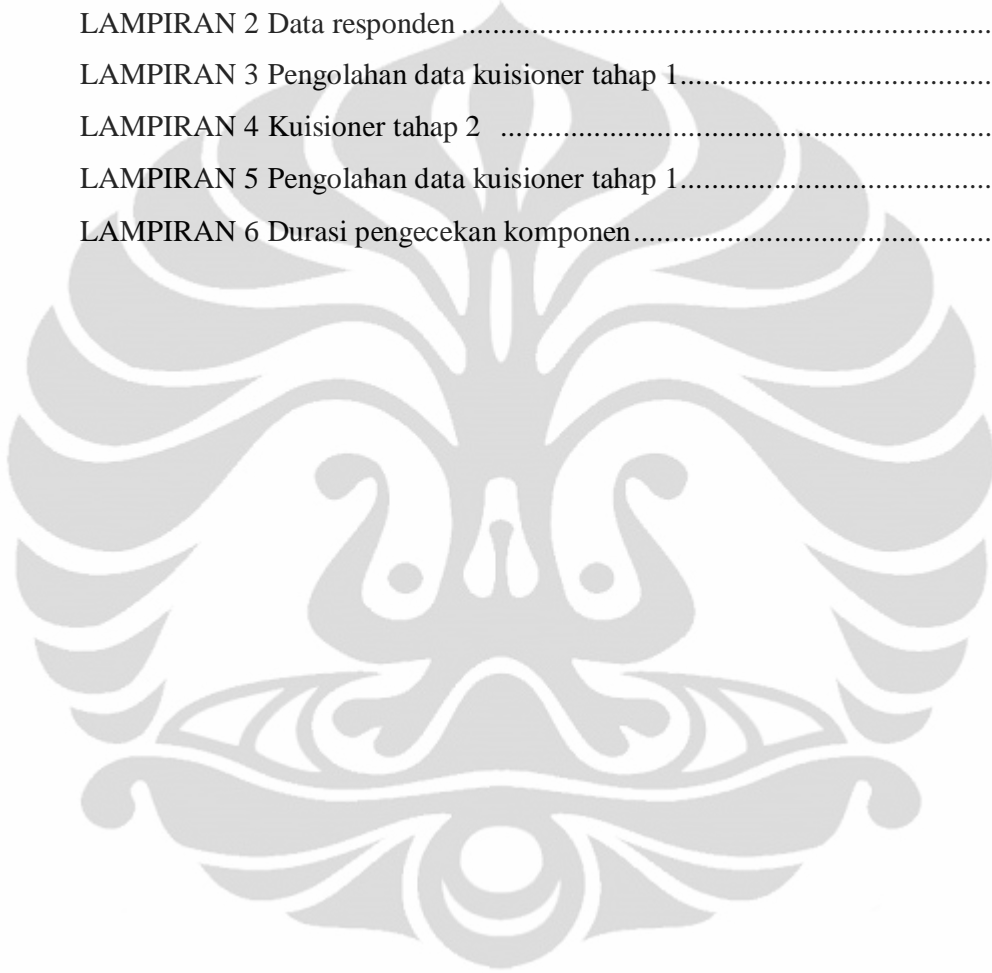 LAMPIRAN 2 Data responden ........................................................................
LAMPIRAN 3 Pengolahan data kuisioner tahap 1..........................................
LAMPIRAN 4 Kuisioner tahap 2 ..................................................................
LAMPIRAN 5 Pengolahan data kuisioner tahap 1..........................................
LAMPIRAN 6 Durasi pengecekan komponen................................................